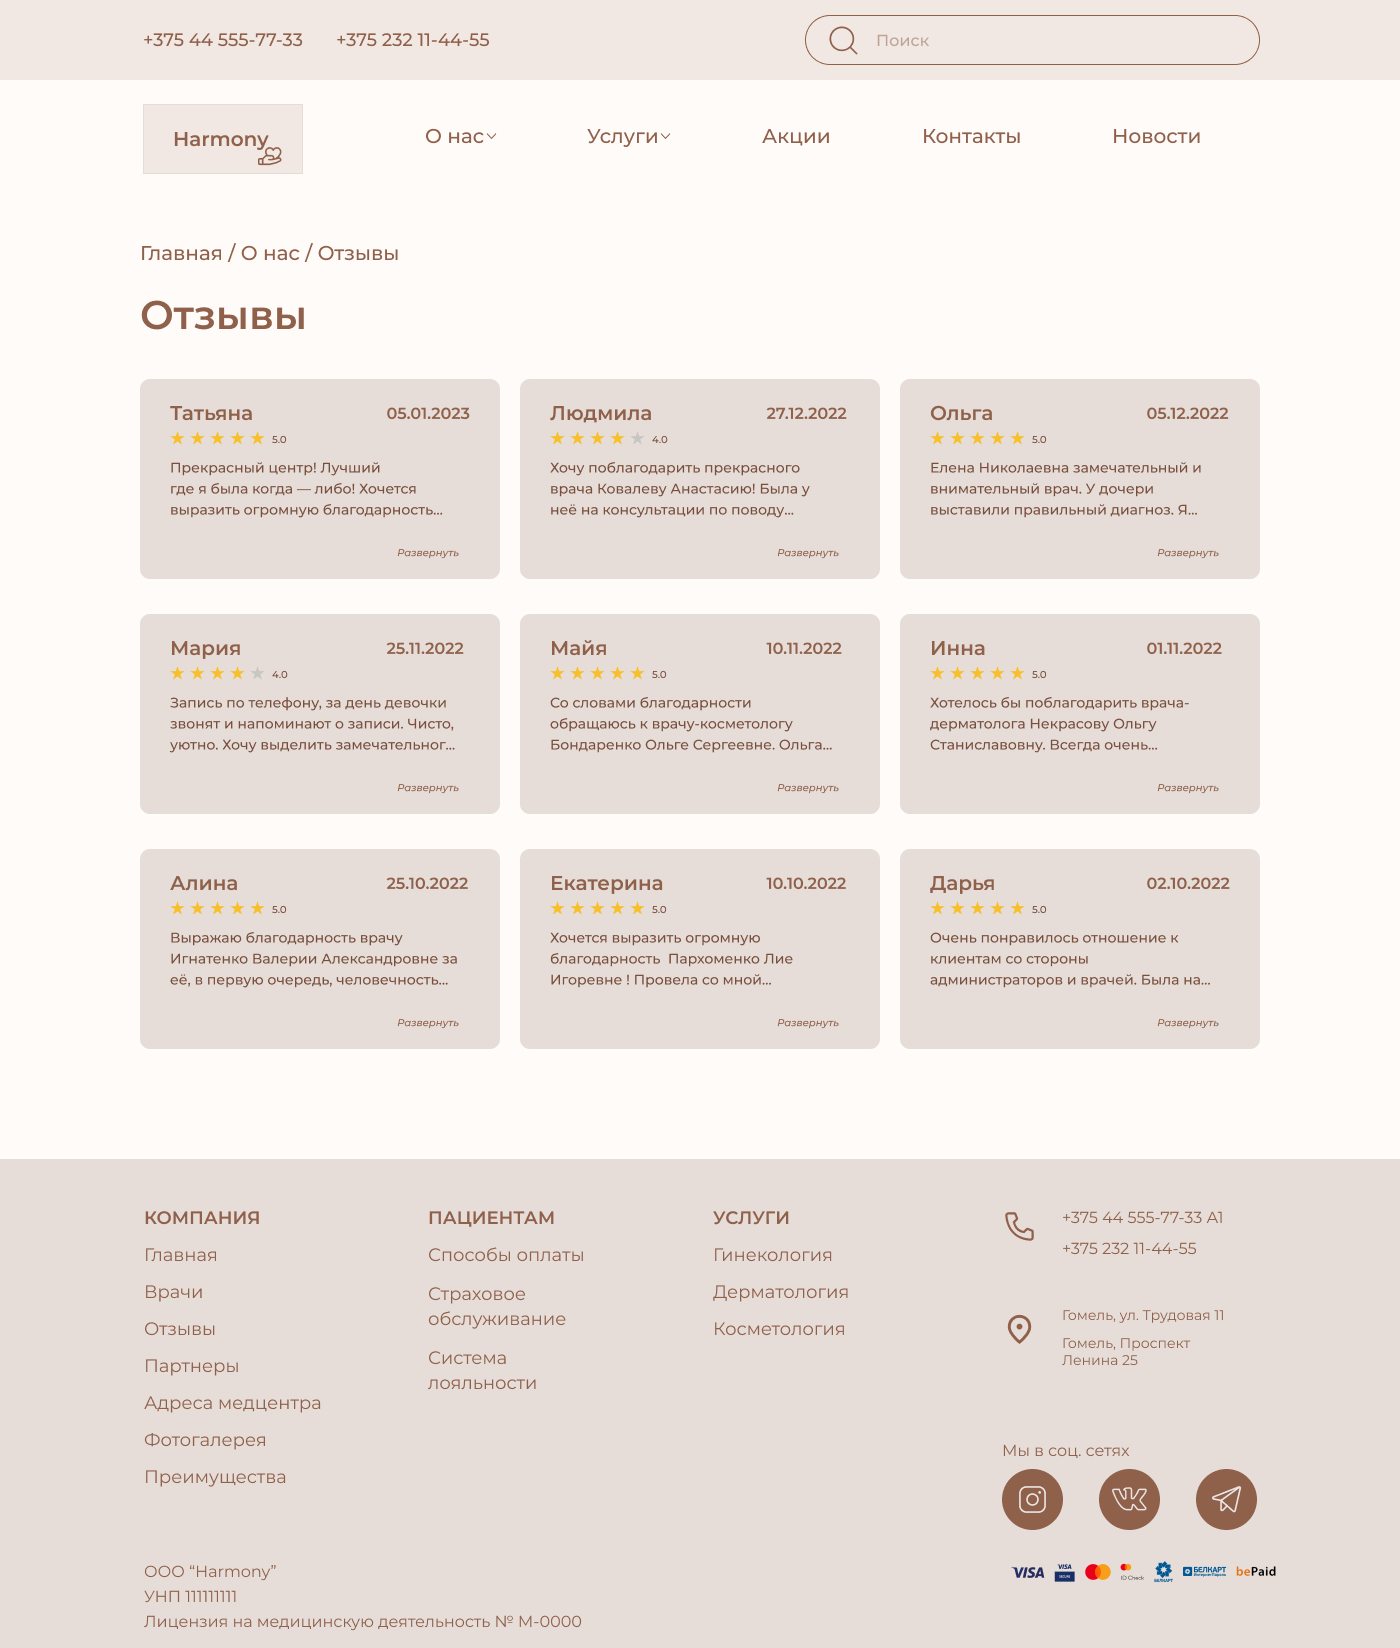 +375 44 555-77-33 +375 232 11-44-55 Поиск
Harmony О нас Услуги Акции Контакты Новости
Главная / О нас / Отзывы
Отзывы
Татьяна 05.01.2023
5.0
Прекрасный центр! Лучший
где я была когда — либо! Хочется
выразить огромную благодарность...
Развернуть
Людмила 27.12.2022
4.0
Хочу поблагодарить прекрасного
врача Ковалеву Анастасию! Была у
неё на консультации по поводу...
Развернуть
Ольга 05.12.2022
5.0
Елена Николаевна замечательный и
внимательный врач. У дочери
выставили правильный диагноз. Я...
Развернуть
Мария 25.11.2022
4.0
Запись по телефону, за день девочки
звонят и напоминают о записи. Чисто,
уютно. Хочу выделить замечательног...
Развернуть
Майя 10.11.2022
5.0
Со словами благодарности
обращаюсь к врачу-косметологу
Бондаренко Ольге Сергеевне. Ольга...
Развернуть
Инна 01.11.2022
5.0
Хотелось бы поблагодарить врача-
дерматолога Некрасову Ольгу
Станиславовну. Всегда очень...
Развернуть
Алина 25.10.2022
5.0
Выражаю благодарность врачу
Игнатенко Валерии Александровне за
её, в первую очередь, человечность...
Развернуть
Екатерина 10.10.2022
5.0
Хочется выразить огромную
благодарность  Пархоменко Лие
Игоревне ! Провела со мной...
Развернуть
Дарья 02.10.2022
5.0
Очень понравилось отношение к
клиентам со стороны
администраторов и врачей. Была на...
Развернуть
КОМПАНИЯ
Главная
Врачи
Отзывы
Партнеры
Адреса медцентра
Фотогалерея
Преимущества
ПАЦИЕНТАМ
Способы оплаты
Страховое
обслуживание
Система
лояльности
УСЛУГИ
Гинекология
Дерматология
Косметология
+375 44 555-77-33 A1
+375 232 11-44-55
Гомель, ул. Трудовая 11
Гомель, Проспект
Ленина 25
Мы в соц. сетях
VISA VISA SECURE ID Check БЕЛКАРТ БЕЛКАРТ Интернет Пароль bePaid
ООО “Harmony”
УНП 111111111
Лицензия на медицинскую деятельность № М-0000